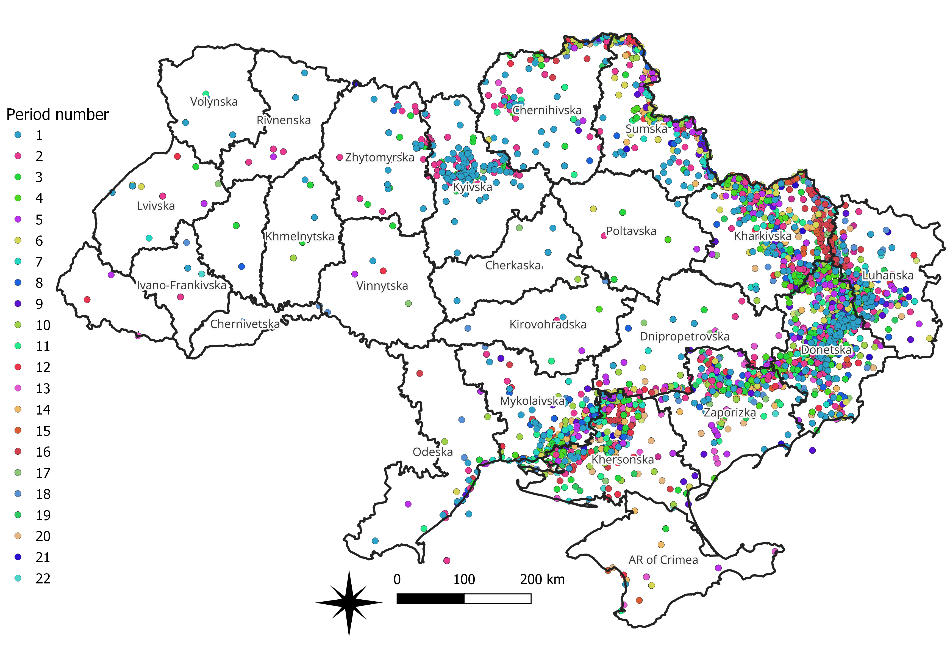 Period number
1
2
3
4
5
6
7
8
9
10
11
12
13
14
15
16
17
18
19
20
21
22
Volynska
Rivnenska
Zhytomyrska
Kyivska
Chernihivska
Sumska
Lvivska
Khmelnytska
Poltavska
Kharkivska
Luhanska
Cherkaska
Ivano-Frankivska
Vinnytska
Chernivetska
Kirovohradska
Dnipropetrovska
Donetska
Mykolaivska
Zaporizka
Odeska
Khersonska
AR of Crimea
0 100 200 km